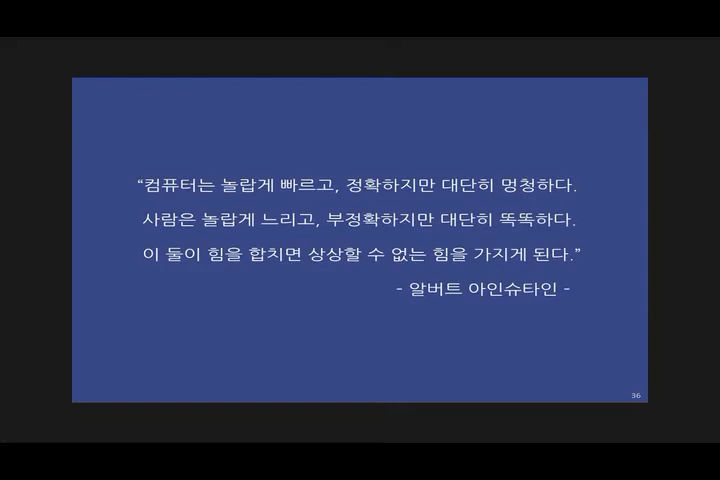 “컴퓨터는 놀랍게 빠르고, 정확하지만 대단히 멍청하다.
사람은 놀랍게 느리고, 부정확하지만 대단히 똑똑하다.
이 둘이 힘을 합치면 상상할 수 없는 힘을 가지게 된다.”
- 알버트 아인슈타인 -
36